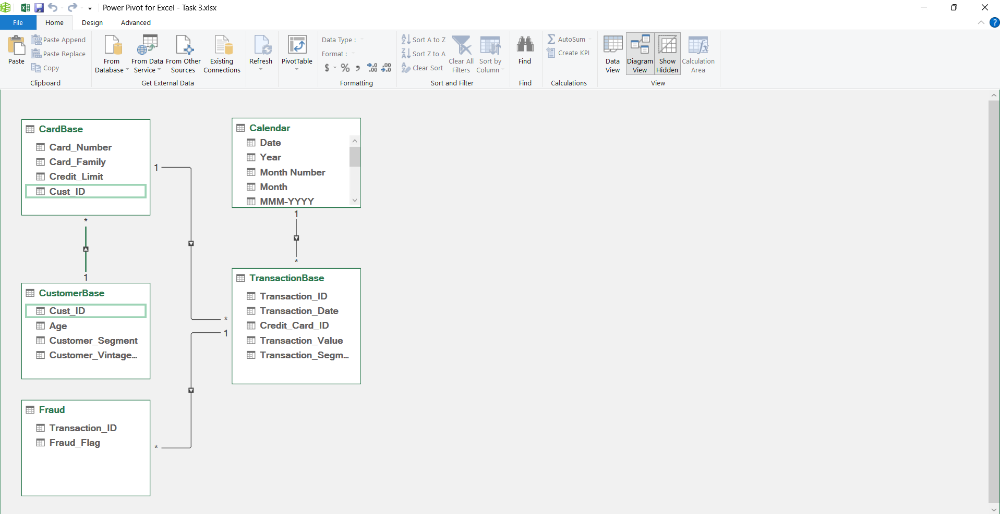 Power Pivot for Excel - Task 3.xlsx
File Home Design Advanced
?
Paste
Paste Append
Paste Replace
Copy
Clipboard
From Database
From Data Service
From Other Sources
Existing Connections
Get External Data
Refresh
PivotTable
Data Type :
Format :
$ % ,
.00 .00
Formatting
Sort A to Z
Sort Z to A
Clear Sort
Clear All Filters
Sort by Column
Sort and Filter
Find
Find
AutoSum
Create KPI
Calculations
Data View
Diagram View
Show Hidden
Calculation Area
View
CardBase
Card_Number
Card_Family
Credit_Limit
Cust_ID
1
*
1
Calendar
Date
Year
Month Number
Month
MMM-YYYY
1
*
CustomerBase
Cust_ID
Age
Customer_Segment
Customer_Vintage...
TransactionBase
Transaction_ID
Transaction_Date
Credit_Card_ID
Transaction_Value
Transaction_Segm...
*
1
Fraud
Transaction_ID
Fraud_Flag
*